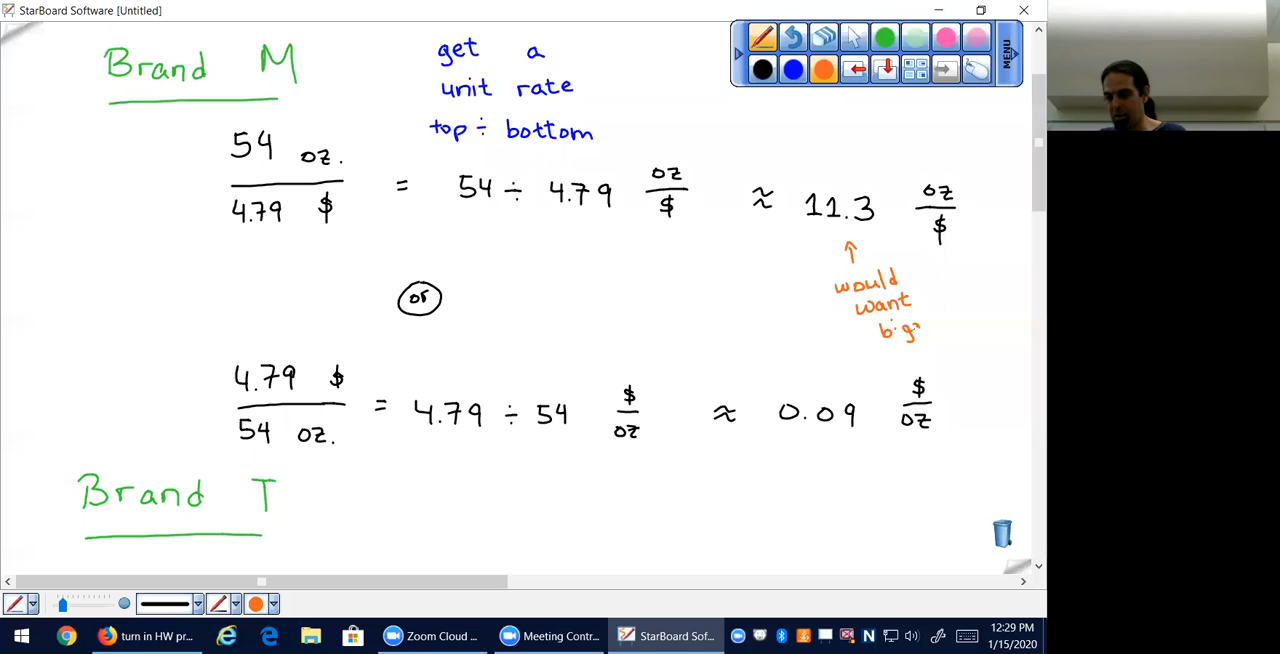 StarBoard Software [Untitled]
MENU
Brand M
get a
unit rate
top ÷ bottom
54 oz. / 4.79 $ = 54 ÷ 4.79 oz/$ ≈ 11.3 oz/$
would
want
big
or
4.79 $ / 54 oz. = 4.79 ÷ 54 $/oz ≈ 0.09 $/oz
Brand T
turn in HW pr...
Zoom Cloud ...
Meeting Contr...
StarBoard Sof...
N
12:29 PM
1/15/2020